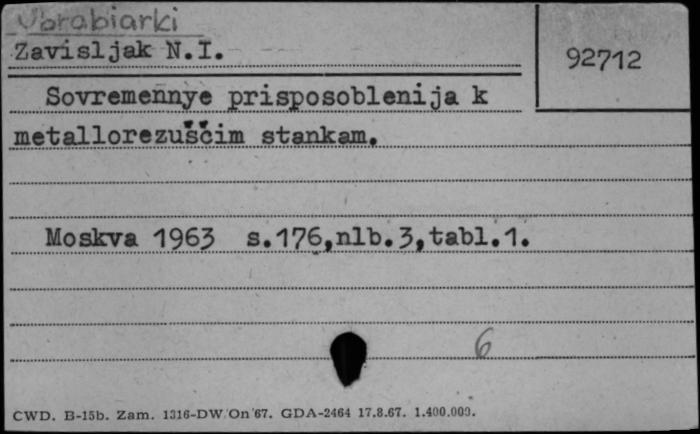 Obrabiarki
Zavisljak N.I.
92712
Sovremennye prisposoblenija k
metallorezuščim stankam.
Moskva 1963 s.176,nlb.3,tabl.1.
6
CWD. B-15b. Zam. 1316-DW/On/67. GDA-2464 17.8.67. 1.400.000.